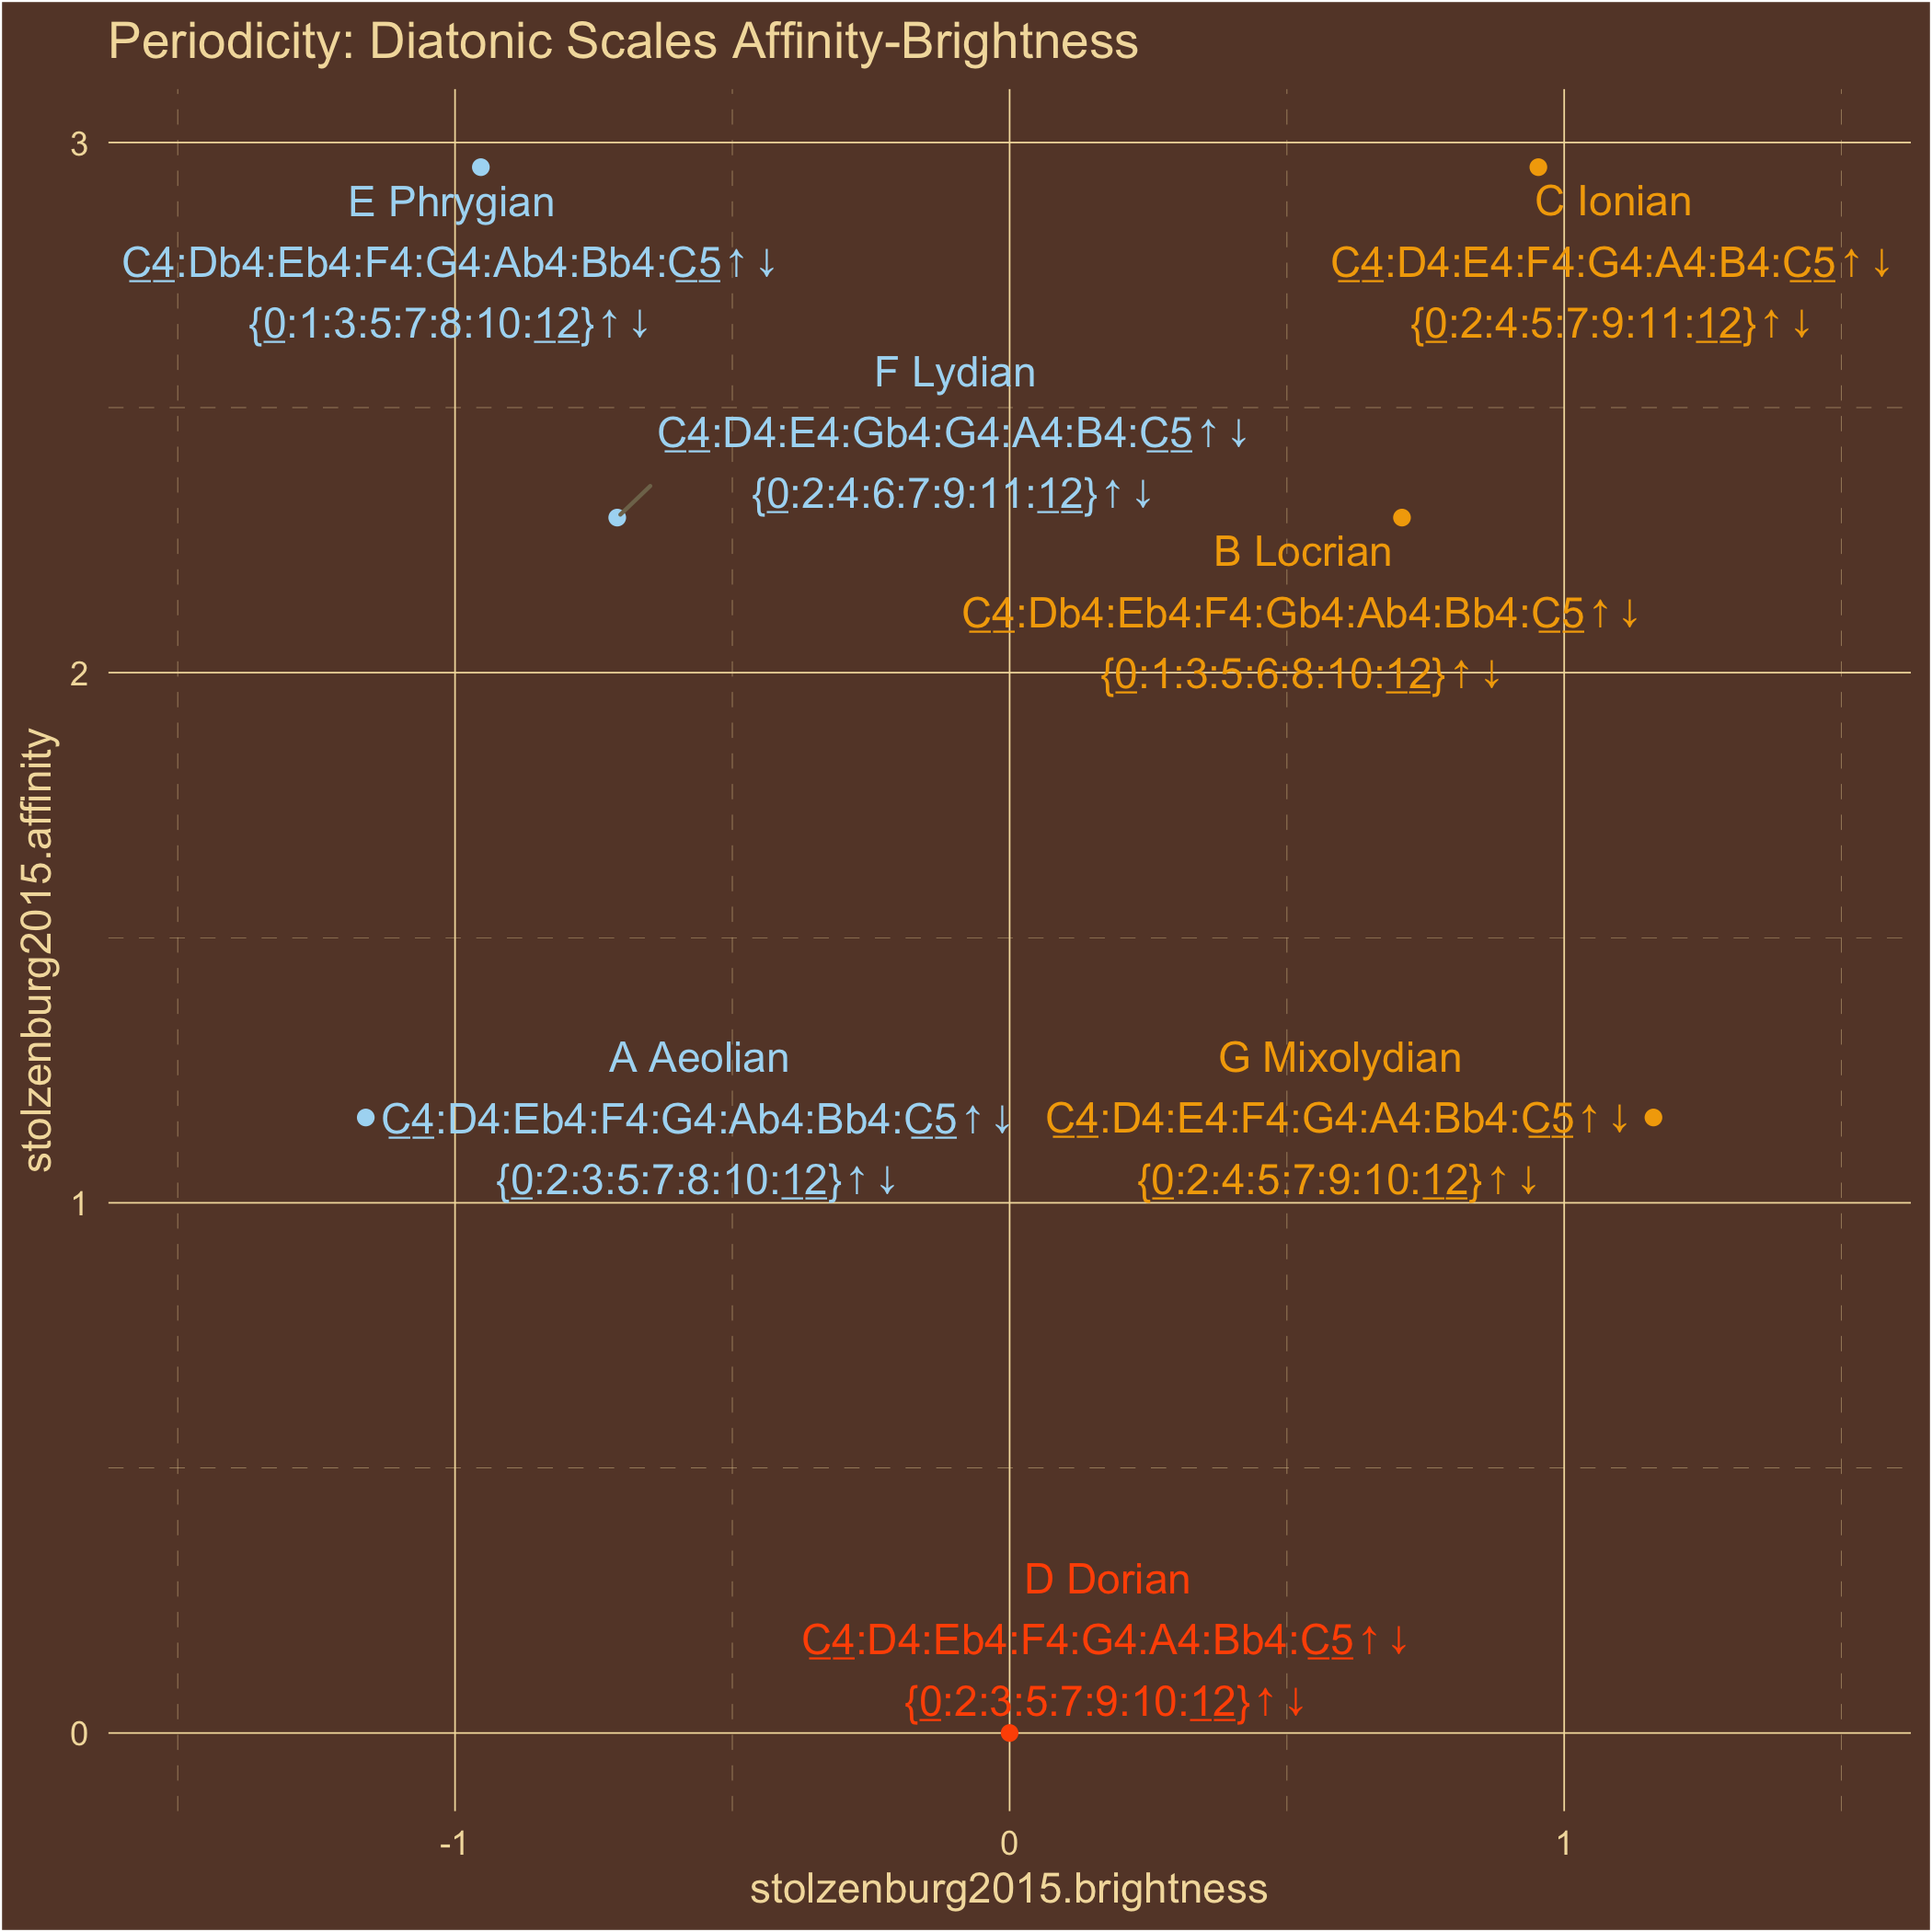 Periodicity: Diatonic Scales Affinity-Brightness
3
E Phrygian
C4:Db4:Eb4:F4:G4:Ab4:Bb4:C5↑↓
{0:1:3:5:7:8:10:12}↑↓
C Ionian
C4:D4:E4:F4:G4:A4:B4:C5↑↓
{0:2:4:5:7:9:11:12}↑↓
F Lydian
C4:D4:E4:Gb4:G4:A4:B4:C5↑↓
{0:2:4:6:7:9:11:12}↑↓
B Locrian
C4:Db4:Eb4:F4:Gb4:Ab4:Bb4:C5↑↓
{0:1:3:5:6:8:10:12}↑↓
2
stolzenburg2015.affinity
A Aeolian
C4:D4:Eb4:F4:G4:Ab4:Bb4:C5↑↓
{0:2:3:5:7:8:10:12}↑↓
G Mixolydian
C4:D4:E4:F4:G4:A4:Bb4:C5↑↓
{0:2:4:5:7:9:10:12}↑↓
1
D Dorian
C4:D4:Eb4:F4:G4:A4:Bb4:C5↑↓
{0:2:3:5:7:9:10:12}↑↓
0
-1 0 1
stolzenburg2015.brightness